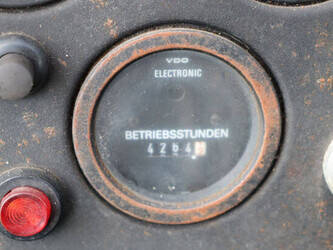 VDO
ELECTRONIC
BETRIEBSSTUNDEN
4264